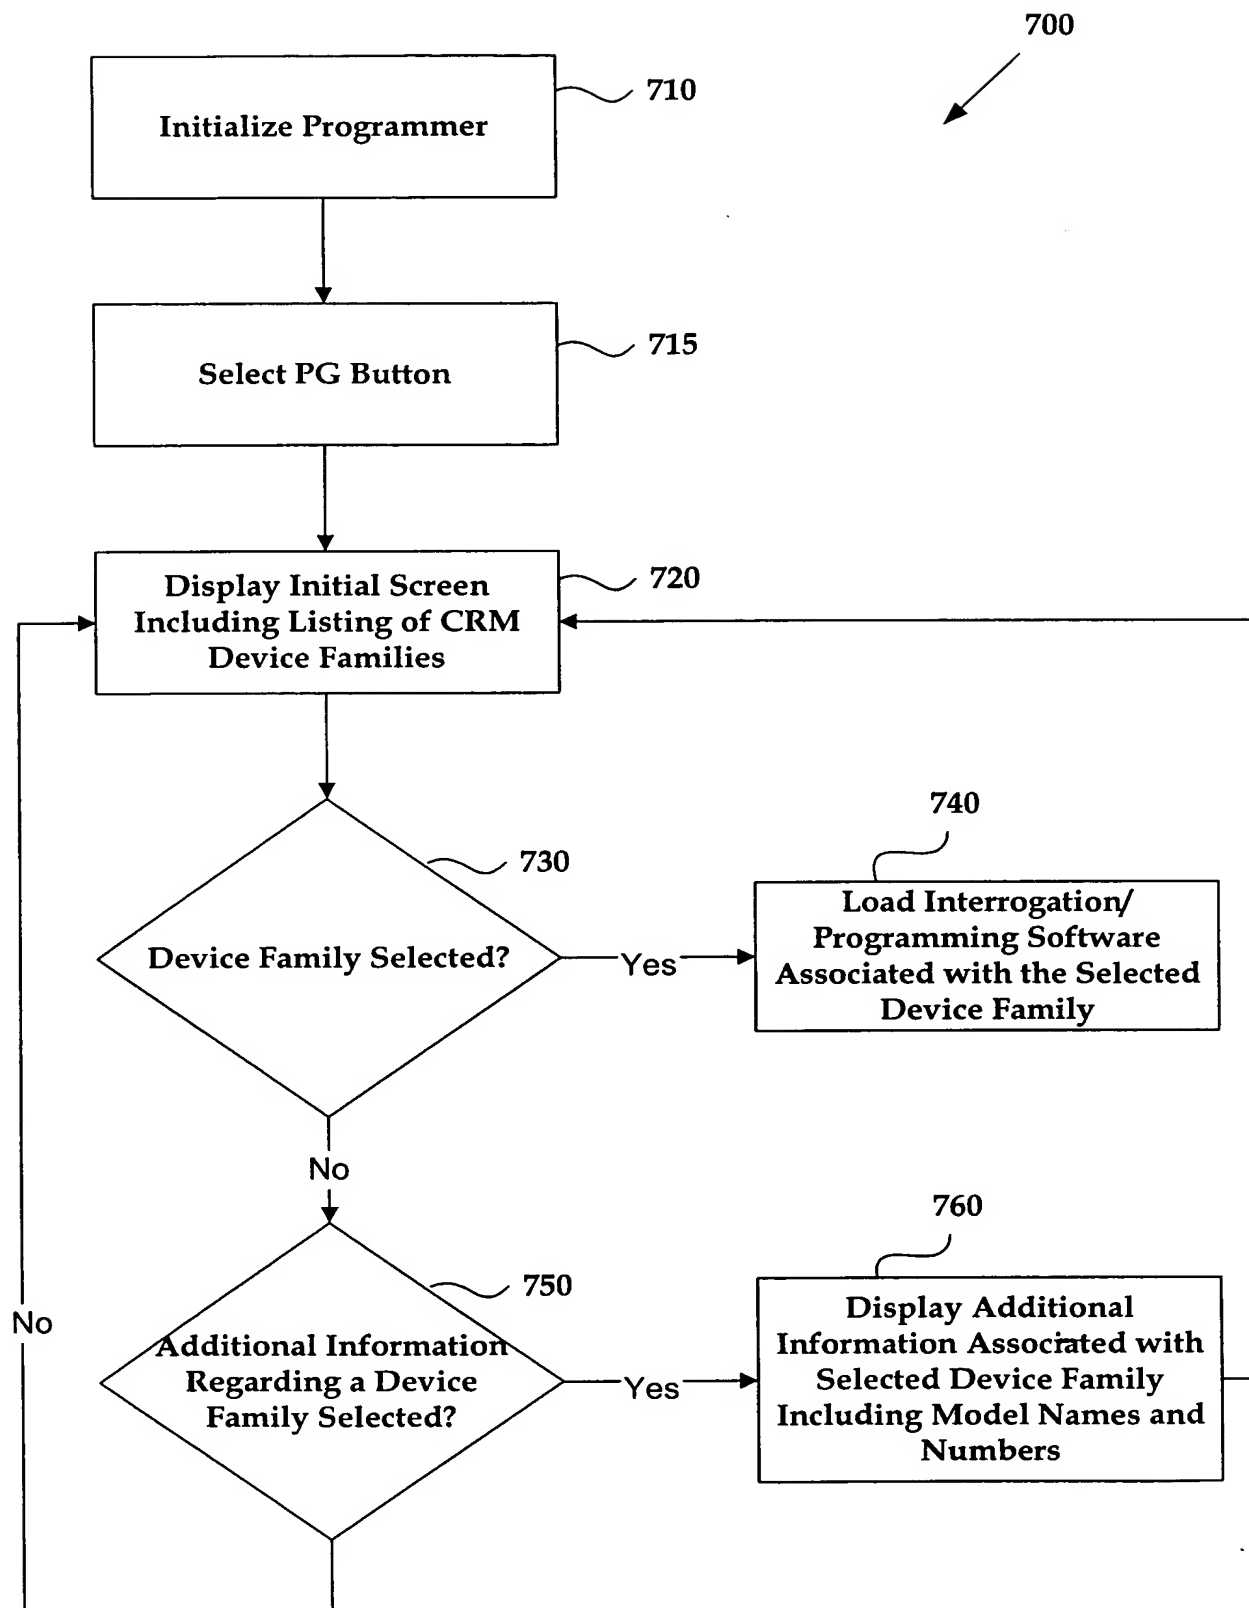 700
710
Initialize Programmer
715
Select PG Button
720
Display Initial Screen
Including Listing of CRM
Device Families
730
Device Family Selected?
Yes
740
Load Interrogation/
Programming Software
Associated with the Selected
Device Family
No
750
Additional Information
Regarding a Device
Family Selected?
Yes
760
Display Additional
Information Associated with
Selected Device Family
Including Model Names and
Numbers
No